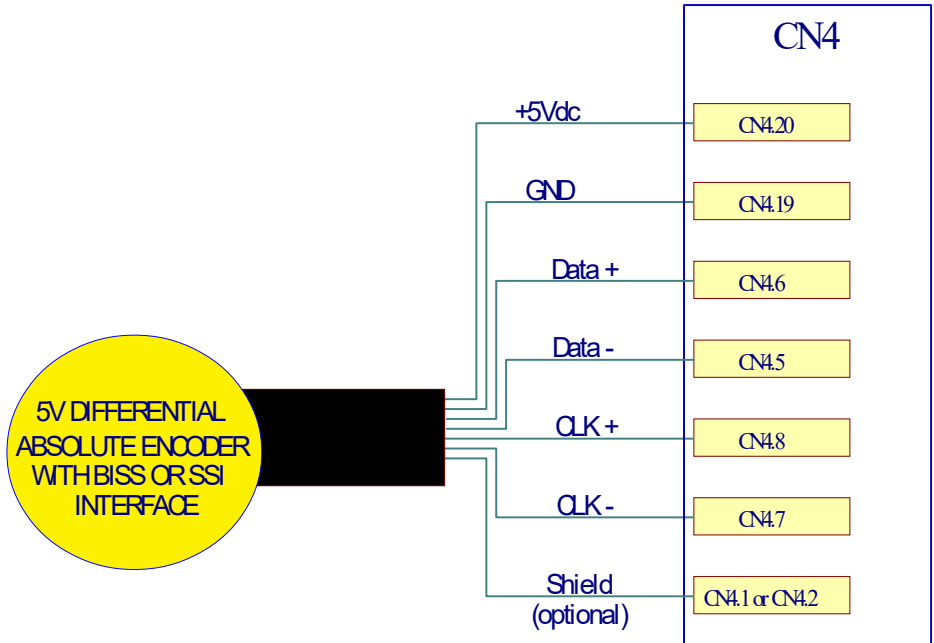 CN4
+5Vdc
CN4.20
GND
CN4.19
Data +
CN4.6
Data -
CN4.5
CLK +
CN4.8
CLK -
CN4.7
Shield
(optional)
CN4.1 or CN4.2
5V DIFFERENTIAL
ABSOLUTE ENCODER
WITH BISS OR SSI
INTERFACE